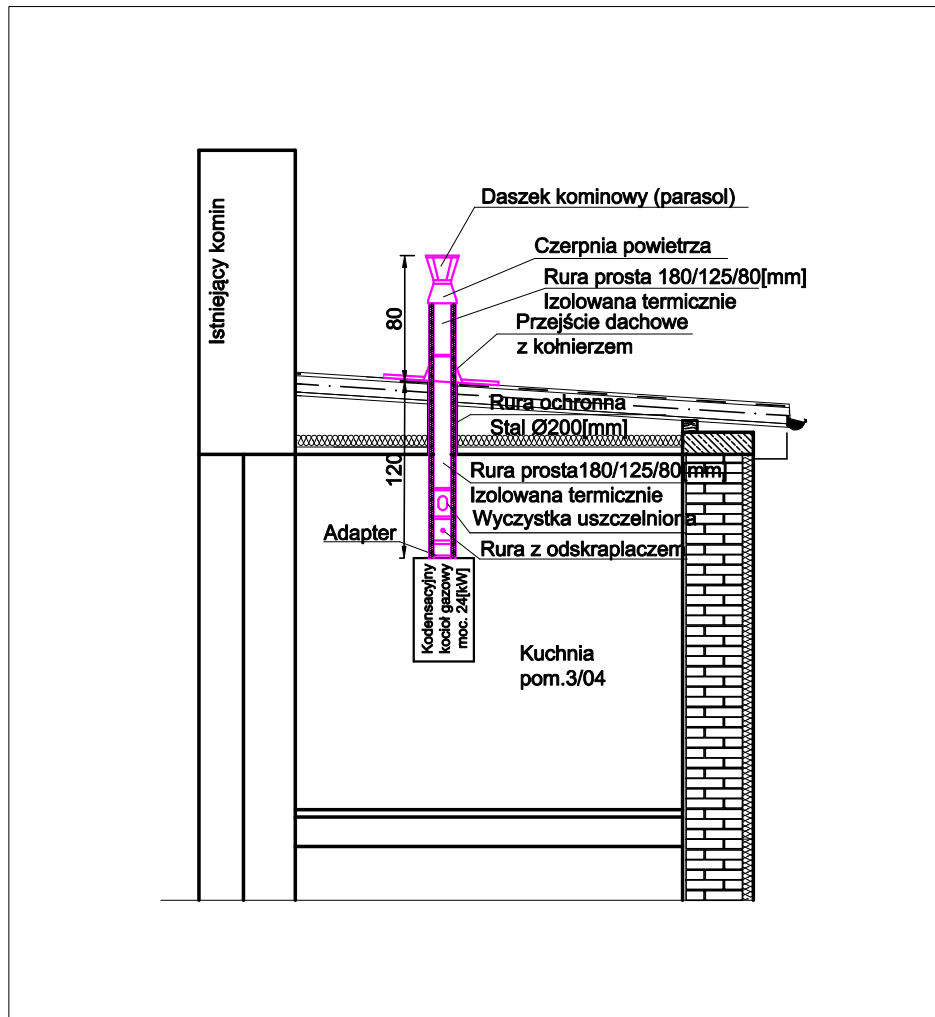 Daszek kominowy (parasol)
Istniejący komin
Czerpnia powietrza
Rura prosta 180/125/80[mm]
Izolowana termicznie
80
Przejście dachowe
z kołnierzem
Rura ochronna
Stal Ø200[mm]
120
Rura prosta180/125/80[mm]
Izolowana termicznie
Wyczystka uszczelniona
Adapter
Rura z odskraplaczem
Kodensacyjny
kocioł gazowy
moc. 24[kW]
Kuchnia
pom.3/04